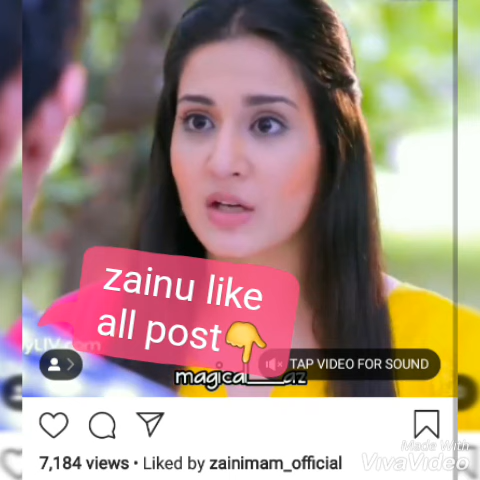 zainu like
all post👇
TAP VIDEO FOR SOUND
7,184 views • Liked by zainimam_official
Made With
VivaVideo